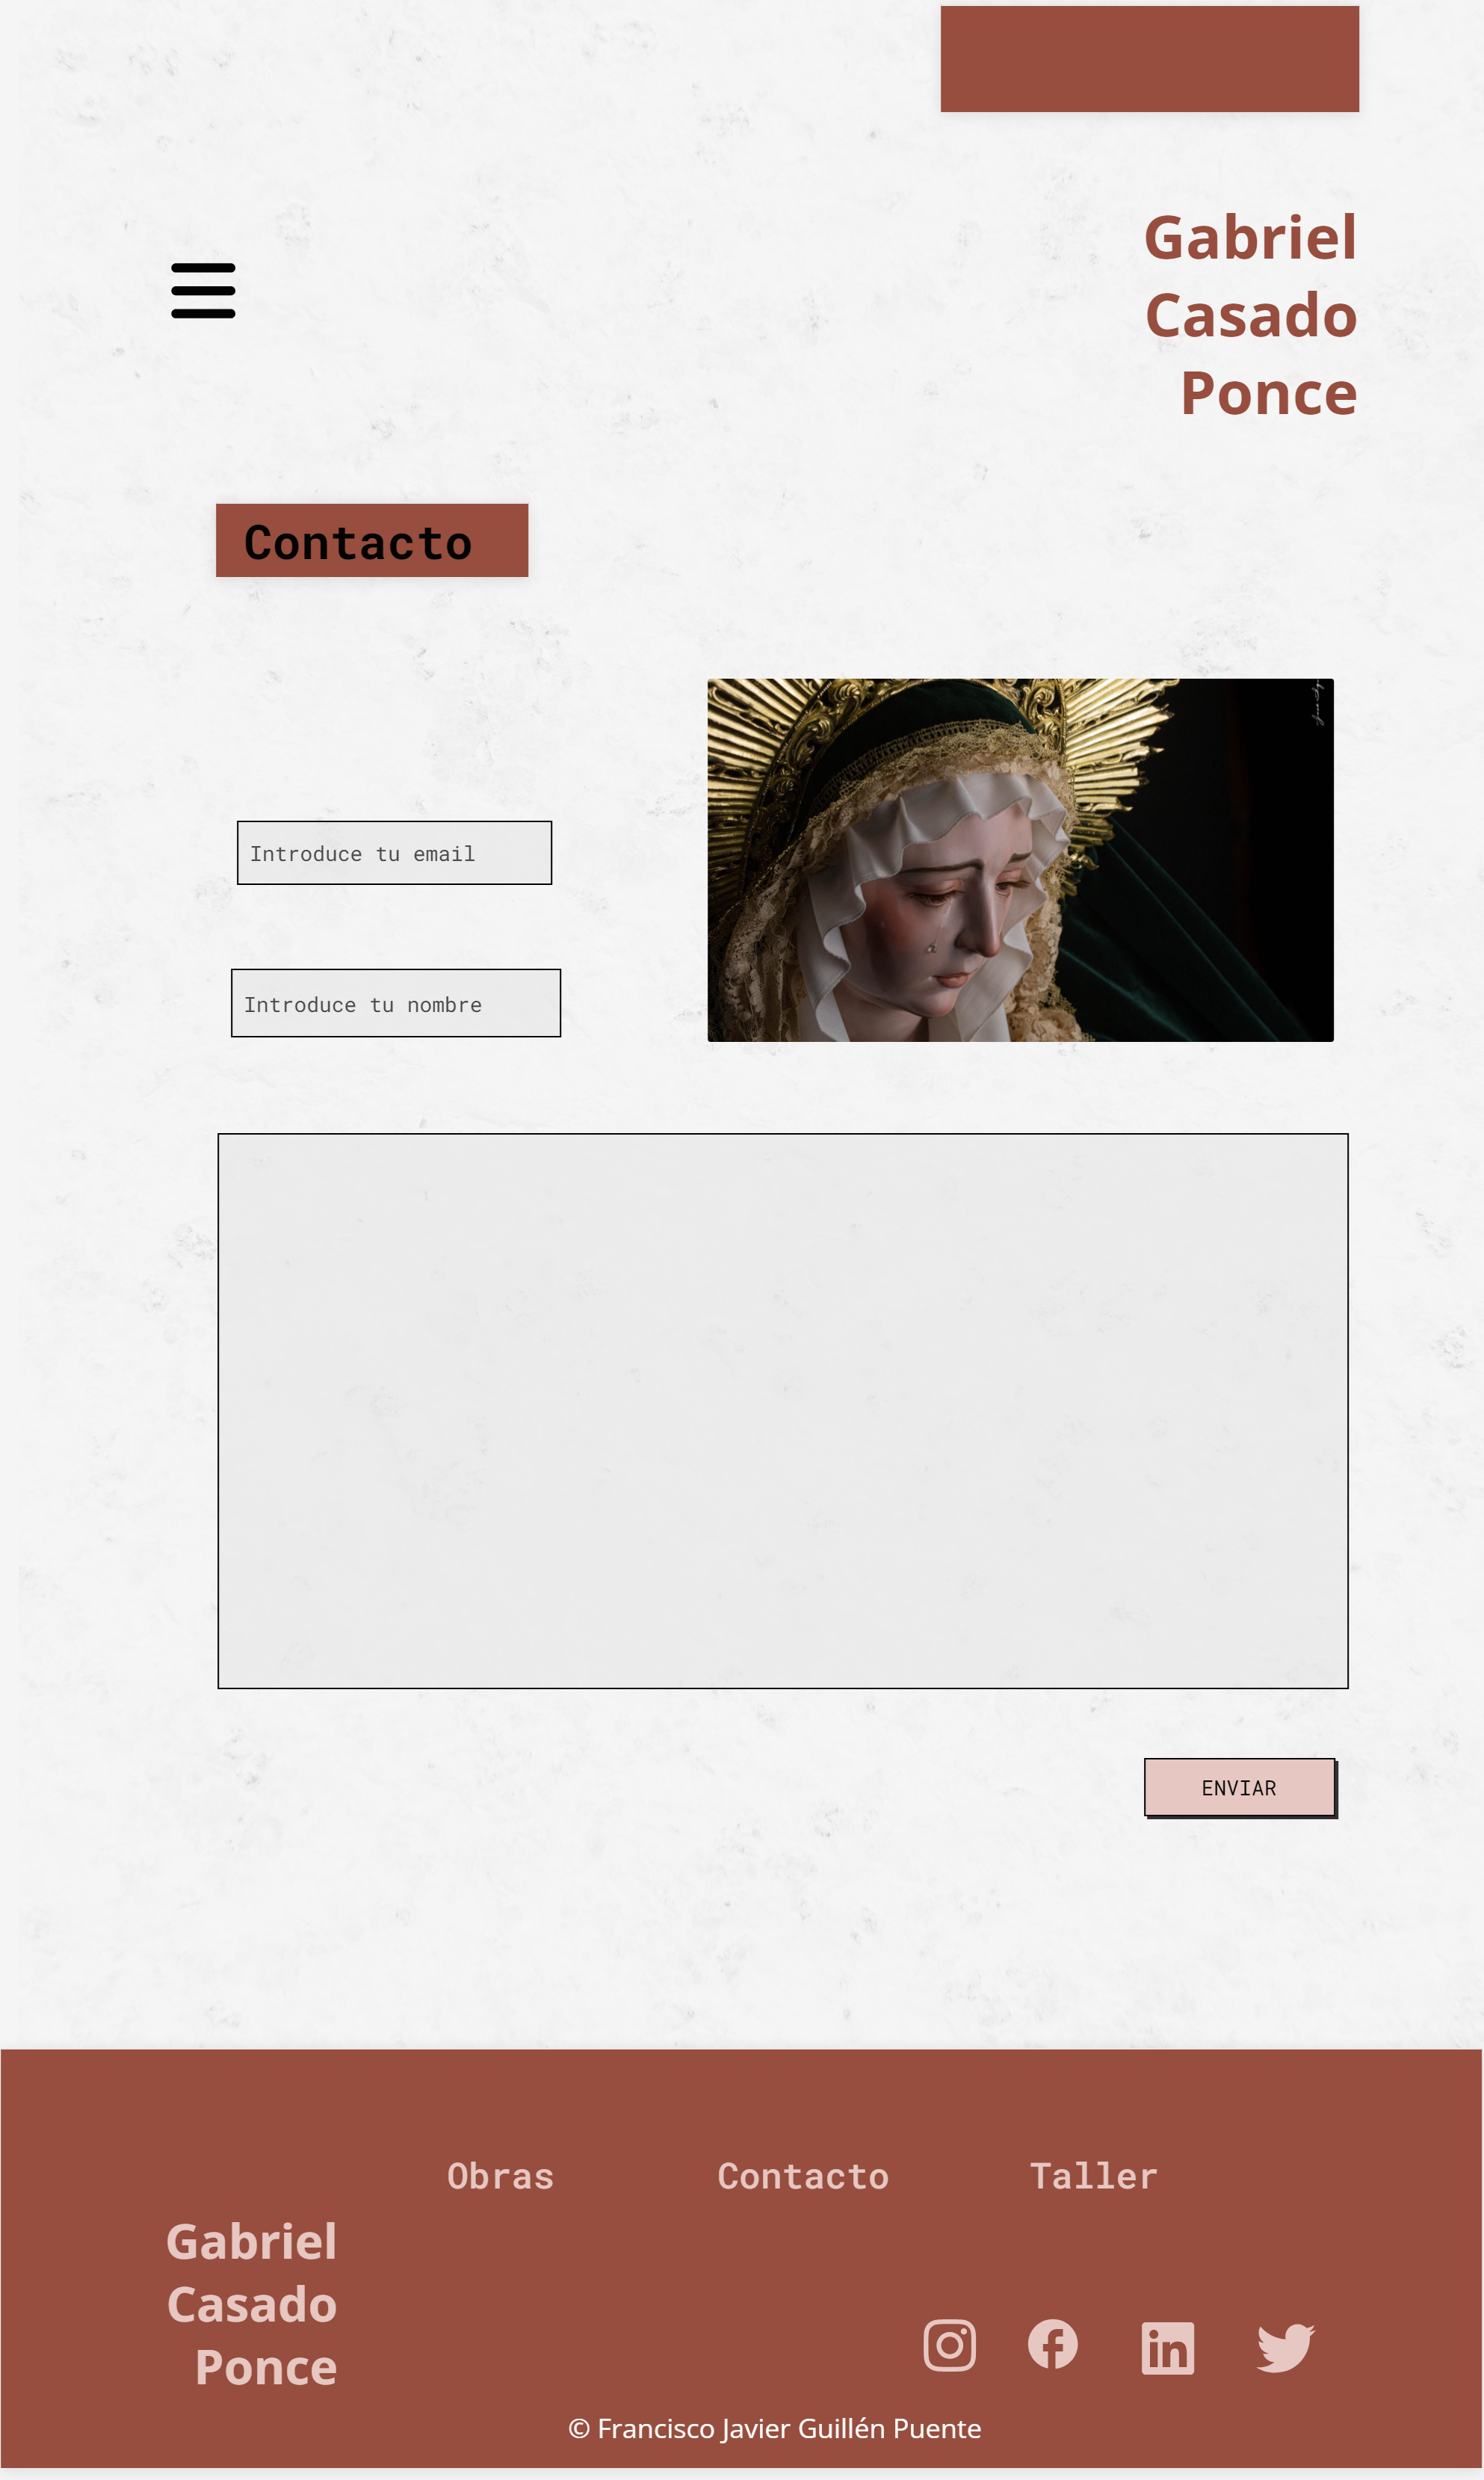 Gabriel
Casado
Ponce
Contacto
Introduce tu email
Introduce tu nombre
ENVIAR
Obras
Contacto
Taller
Gabriel
Casado
Ponce
© Francisco Javier Guillén Puente